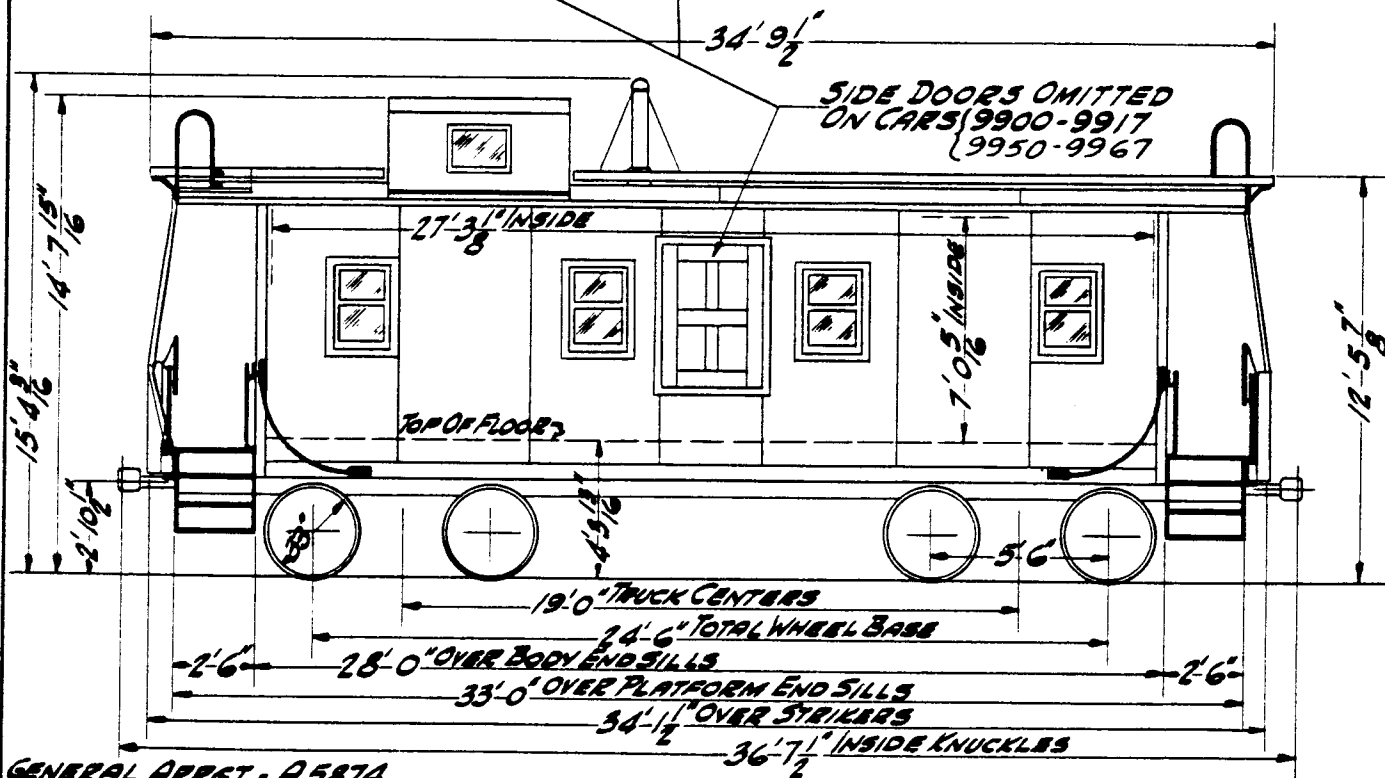 34'-9 1/2"
SIDE DOORS OMITTED
ON CARS {9900-9917
{9950-9967
15'-4 3/16"
14'-7 15/16"
27'-3 1/8" INSIDE
7'-0 5/16" INSIDE
12'-5 7/8"
TOP OF FLOOR
2'-10 1/2"
33"
4'-3 13/16"
5'-6"
19'-0" TRUCK CENTERS
24'-6" TOTAL WHEEL BASE
2'-6"
28'-0" OVER BODY END SILLS
2'-6"
33'-0" OVER PLATFORM END SILLS
34'-1 1/2" OVER STRIKERS
36'-7 1/2" INSIDE KNUCKLES
GENERAL ARRGT - A5874